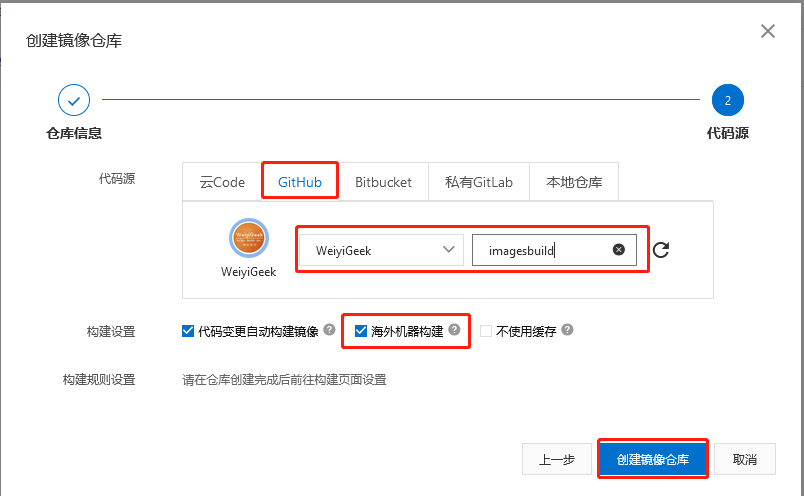 创建镜像仓库
2
仓库信息 代码源
代码源 云Code GitHub Bitbucket 私有GitLab 本地仓库
WeiyiGeek
WeiyiGeek imagesbuild
WeiyiGeek
构建设置 代码变更自动构建镜像 ? 海外机器构建 ? 不使用缓存 ?
构建规则设置 请在仓库创建完成后前往构建页面设置
上一步 创建镜像仓库 取消